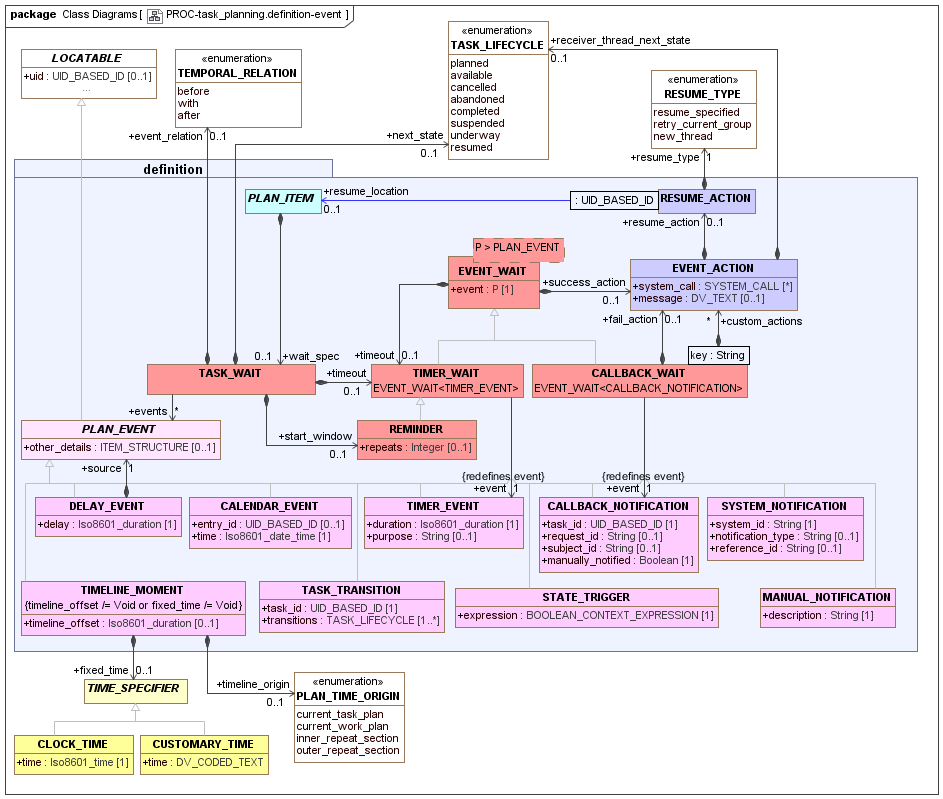 package Class Diagrams [ PROC-task_planning.definition-event ]
LOCATABLE
+uid : UID_BASED_ID [0..1]
...
«enumeration»
TEMPORAL_RELATION
before
with
after
«enumeration»
TASK_LIFECYCLE
planned
available
cancelled
abandoned
completed
suspended
underway
resumed
+receiver_thread_next_state
0..1
«enumeration»
RESUME_TYPE
resume_specified
retry_current_group
new_thread
+event_relation 0..1
+next_state
0..1
+resume_type 1
definition
PLAN_ITEM
+resume_location
0..1
: UID_BASED_ID
RESUME_ACTION
+resume_action 0..1
P > PLAN_EVENT
EVENT_WAIT
+event : P [1]
+success_action
0..1
EVENT_ACTION
+system_call : SYSTEM_CALL [*]
+message : DV_TEXT [0..1]
+fail_action 0..1
* +custom_actions
key : String
0..1 +wait_spec
+timeout 0..1
TASK_WAIT
+timeout
0..1
TIMER_WAIT
EVENT_WAIT<TIMER_EVENT>
CALLBACK_WAIT
EVENT_WAIT<CALLBACK_NOTIFICATION>
+events *
PLAN_EVENT
+other_details : ITEM_STRUCTURE [0..1]
+start_window
0..1
REMINDER
+repeats : Integer [0..1]
+source 1
{redefines event}
+event 1
{redefines event}
+event 1
DELAY_EVENT
+delay : Iso8601_duration [1]
CALENDAR_EVENT
+entry_id : UID_BASED_ID [0..1]
+time : Iso8601_date_time [1]
TIMER_EVENT
+duration : Iso8601_duration [1]
+purpose : String [0..1]
CALLBACK_NOTIFICATION
+task_id : UID_BASED_ID [1]
+request_id : String [0..1]
+subject_id : String [0..1]
+manually_notified : Boolean [1]
SYSTEM_NOTIFICATION
+system_id : String [1]
+notification_type : String [0..1]
+reference_id : String [0..1]
TIMELINE_MOMENT
{timeline_offset /= Void or fixed_time /= Void}
+timeline_offset : Iso8601_duration [0..1]
TASK_TRANSITION
+task_id : UID_BASED_ID [1]
+transitions : TASK_LIFECYCLE [1..*]
STATE_TRIGGER
+expression : BOOLEAN_CONTEXT_EXPRESSION [1]
MANUAL_NOTIFICATION
+description : String [1]
+fixed_time 0..1
TIME_SPECIFIER
+timeline_origin
0..1
«enumeration»
PLAN_TIME_ORIGIN
current_task_plan
current_work_plan
inner_repeat_section
outer_repeat_section
CLOCK_TIME
+time : Iso8601_time [1]
CUSTOMARY_TIME
+time : DV_CODED_TEXT